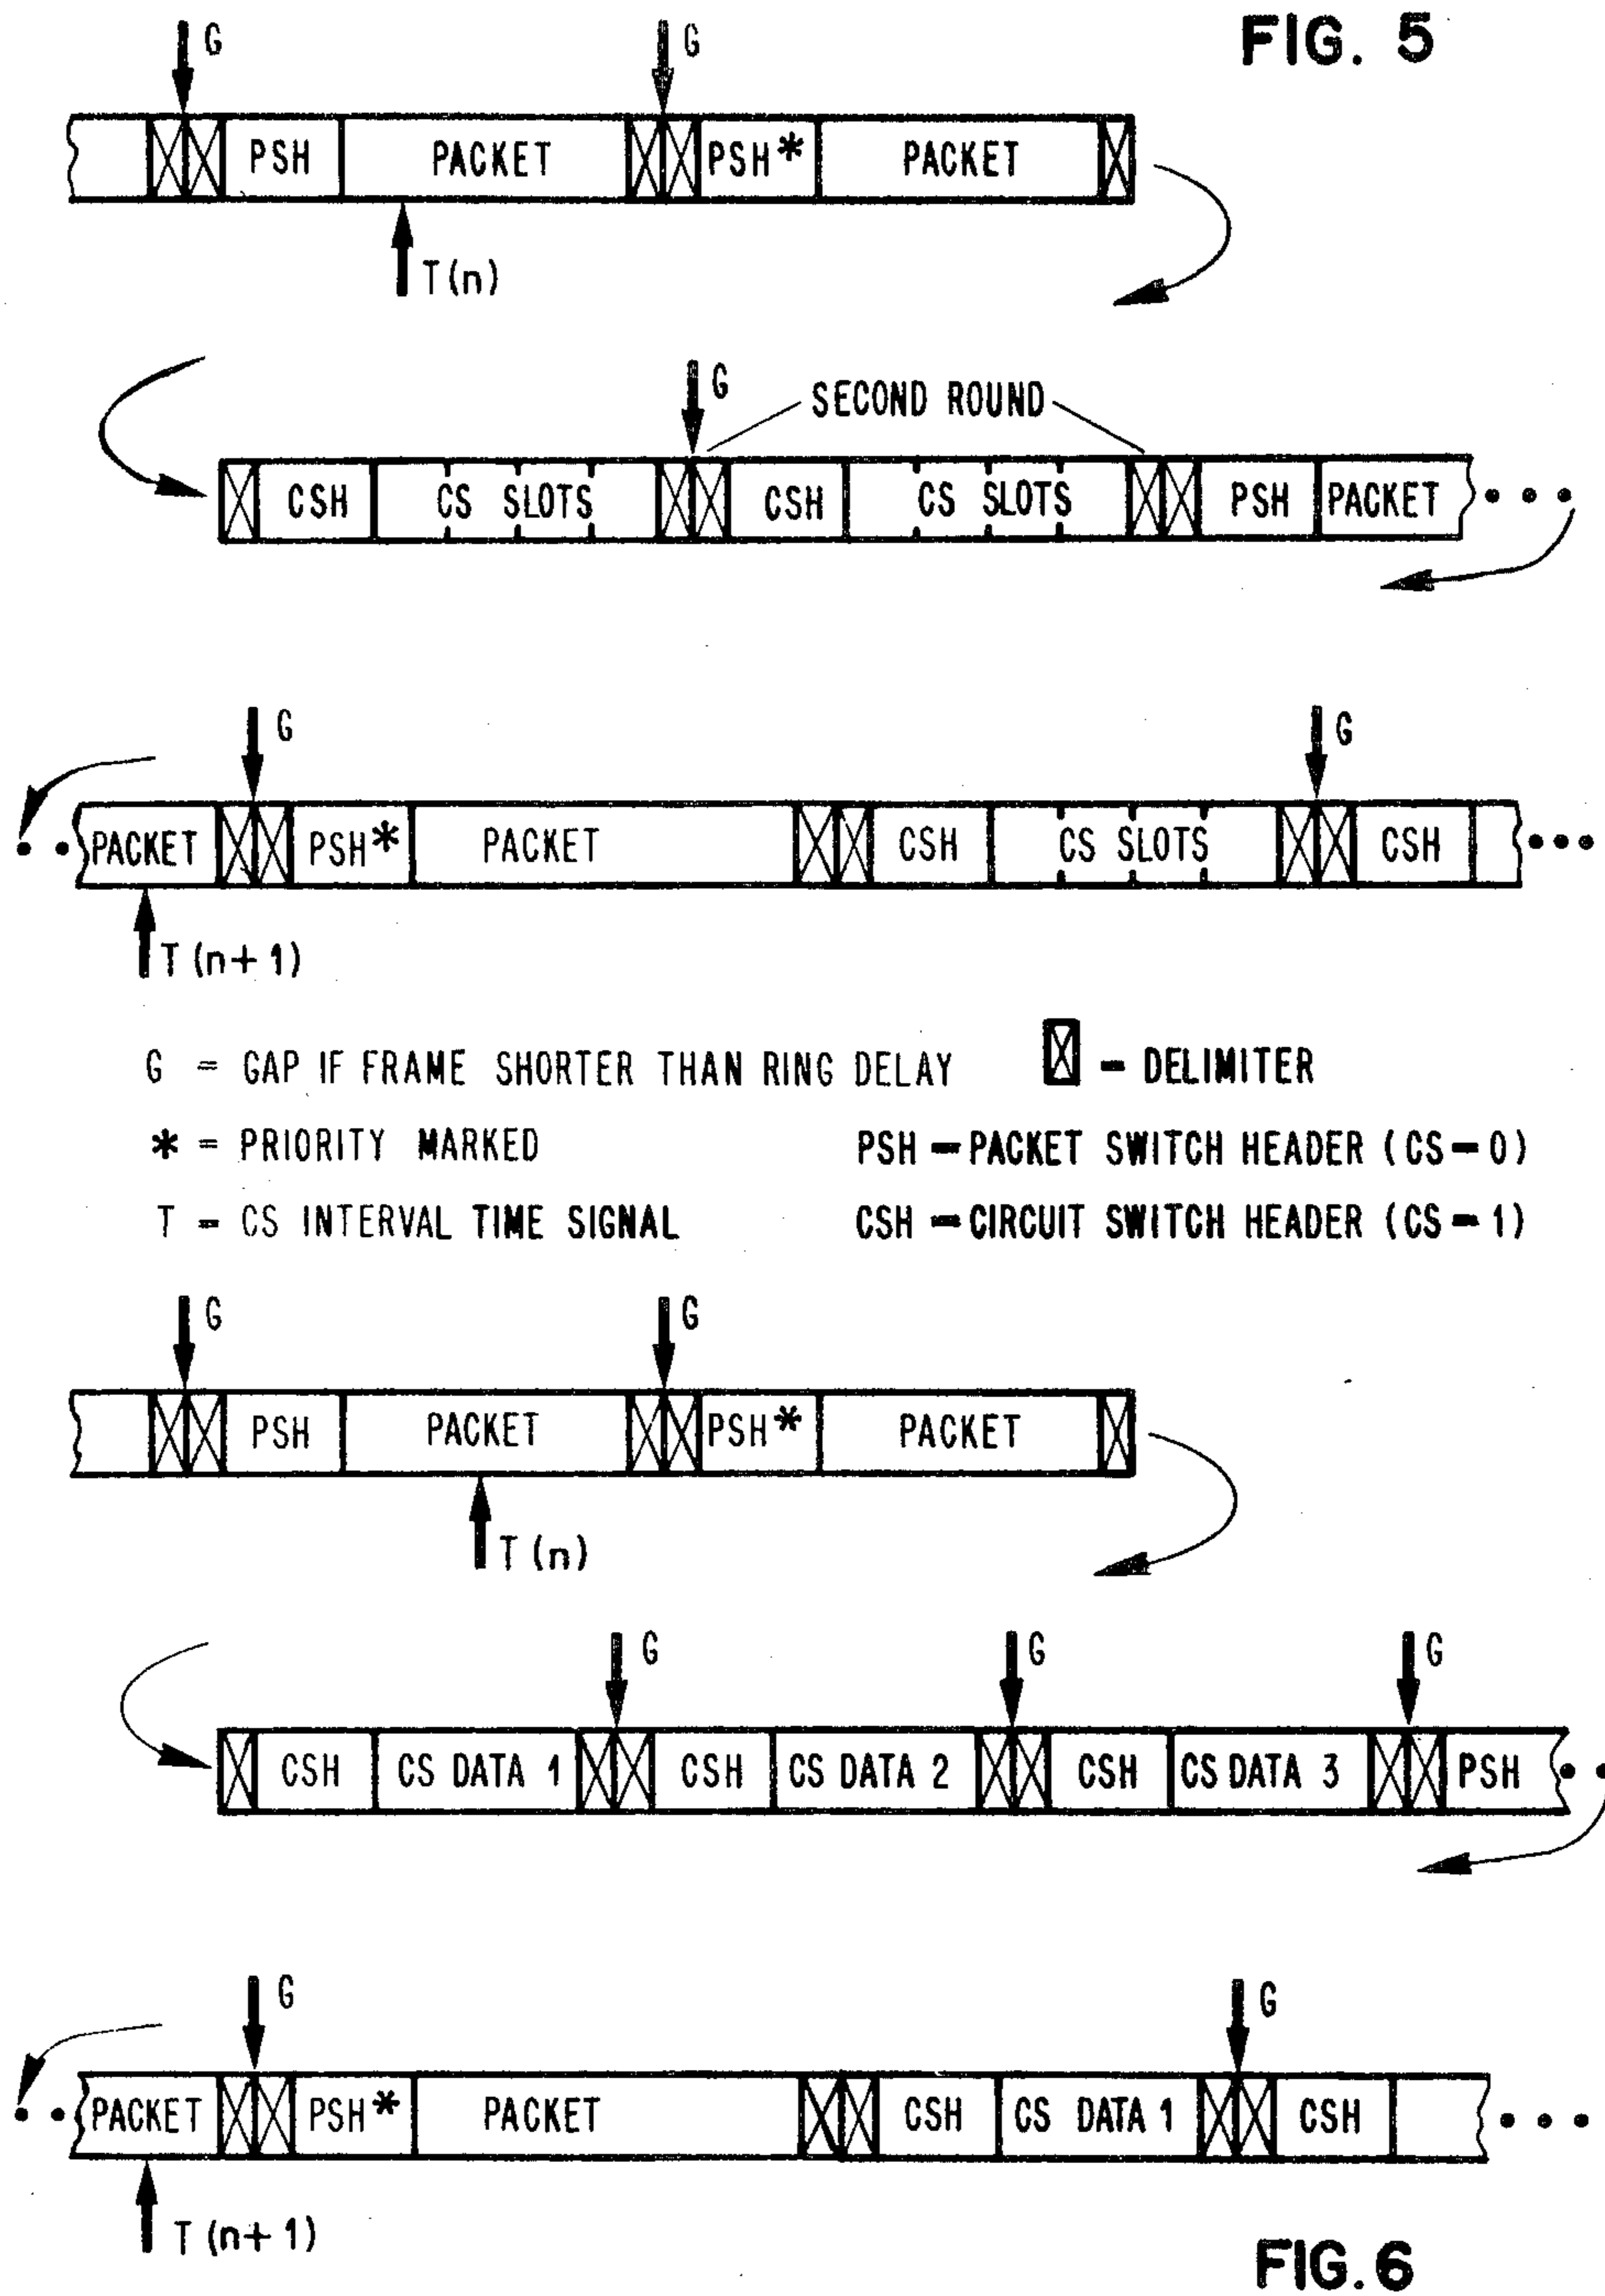 FIG. 5
G G
PSH PACKET PSH* PACKET
T(n)
G SECOND ROUND
CSH CS SLOTS CSH CS SLOTS PSH PACKET
G G
PACKET PSH* PACKET CSH CS SLOTS CSH
T(n+1)
G = GAP IF FRAME SHORTER THAN RING DELAY - DELIMITER
* = PRIORITY MARKED PSH - PACKET SWITCH HEADER (CS-0)
T - CS INTERVAL TIME SIGNAL CSH - CIRCUIT SWITCH HEADER (CS-1)
G G
PSH PACKET PSH* PACKET
T(n)
G G G
CSH CS DATA 1 CSH CS DATA 2 CSH CS DATA 3 PSH
G G
PACKET PSH* PACKET CSH CS DATA 1 CSH
T(n+1)
FIG. 6